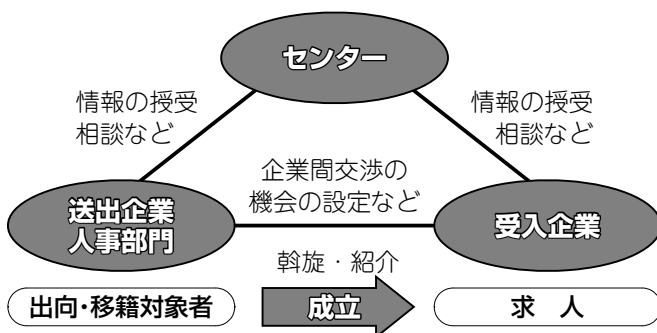 センター
情報の授受
相談など
情報の授受
相談など
企業間交渉の
機会の設定など
送出企業
人事部門
受入企業
斡旋・紹介
出向・移籍対象者
成立
求　人